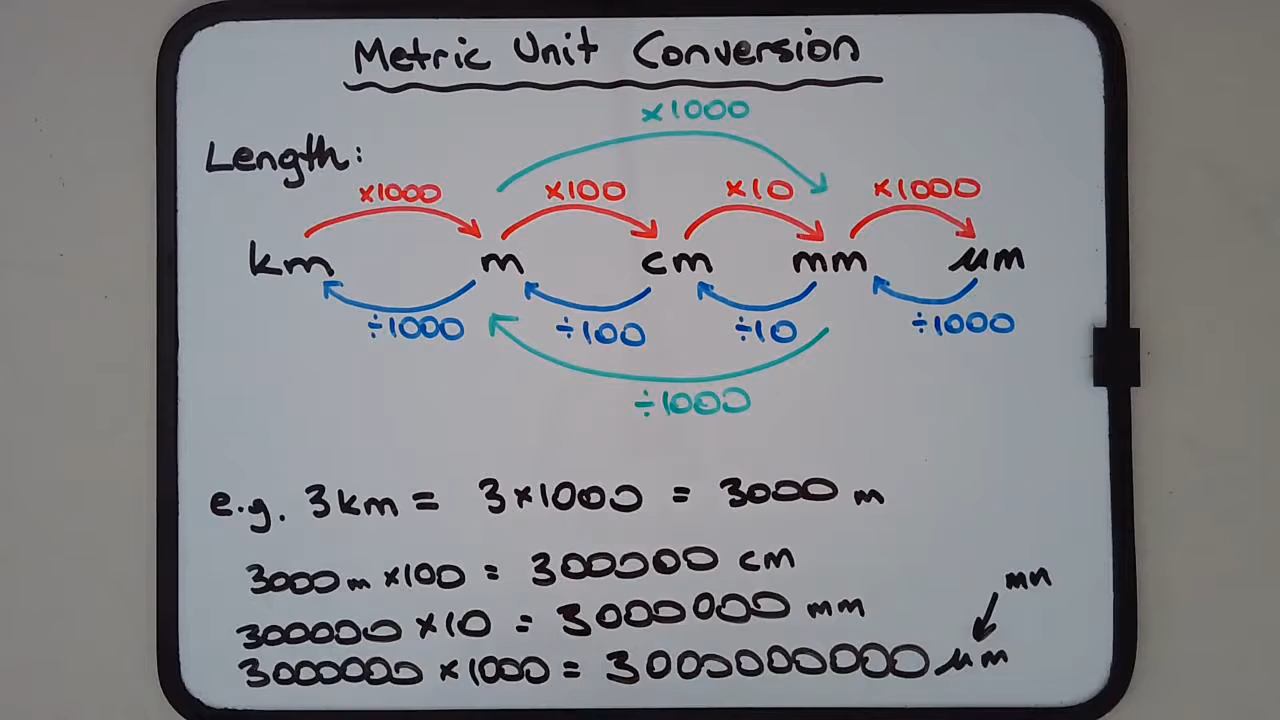 Metric Unit Conversion
×1000
Length:
×1000 ×100 ×10 ×1000
km m cm mm μm
÷1000 ÷100 ÷10 ÷1000
÷1000
e.g. 3km = 3×1000 = 3000 m
3000m ×100 = 300000 cm
mm
300000 ×10 = 3000000 mm
3000000 ×1000 = 3000000000 μm